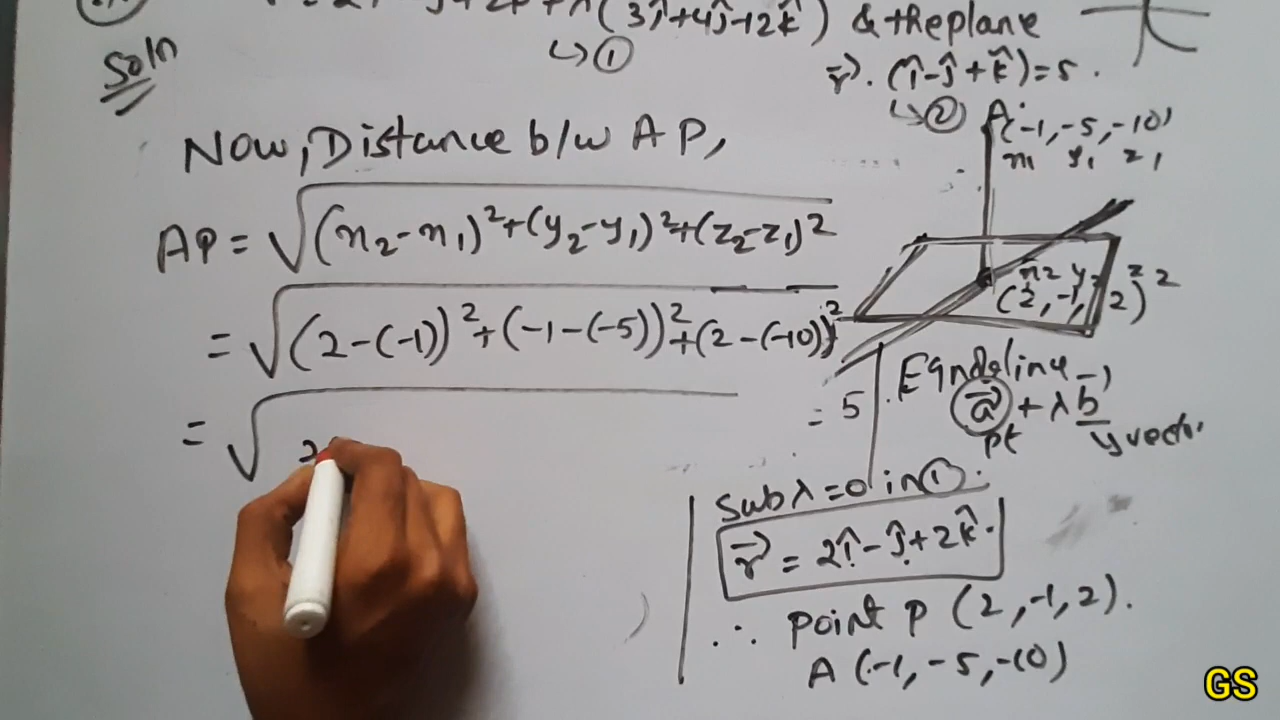 +λ(3î+4ĵ+2k̂) & the plane
↳①
r⃗. (î-ĵ+k̂)=5.
↳②
Soln
A(-1,-5,-10)
x₁ y₁ z₁
Now, Distance b/w AP,
AP = √(x₂-x₁)²+(y₂-y₁)²+(z₂-z₁)²
x₂ y₂ z₂
(2,-1,2)
= √(2-(-1))²+(-1-(-5))²+(2-(-10))²
Eqn of a line
a⃗ + λb
pt vector
= √ 2
= 5
Sub λ=0 in ①.
r⃗ = 2î-ĵ+2k̂.
∴ point P (2,-1,2).
A (-1,-5,-10)
GS